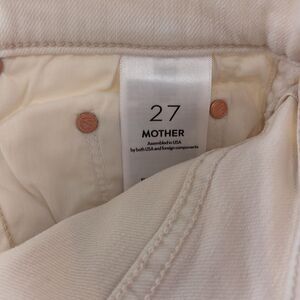 27
MOTHER
Assembled in USA
by both USA and foreign components